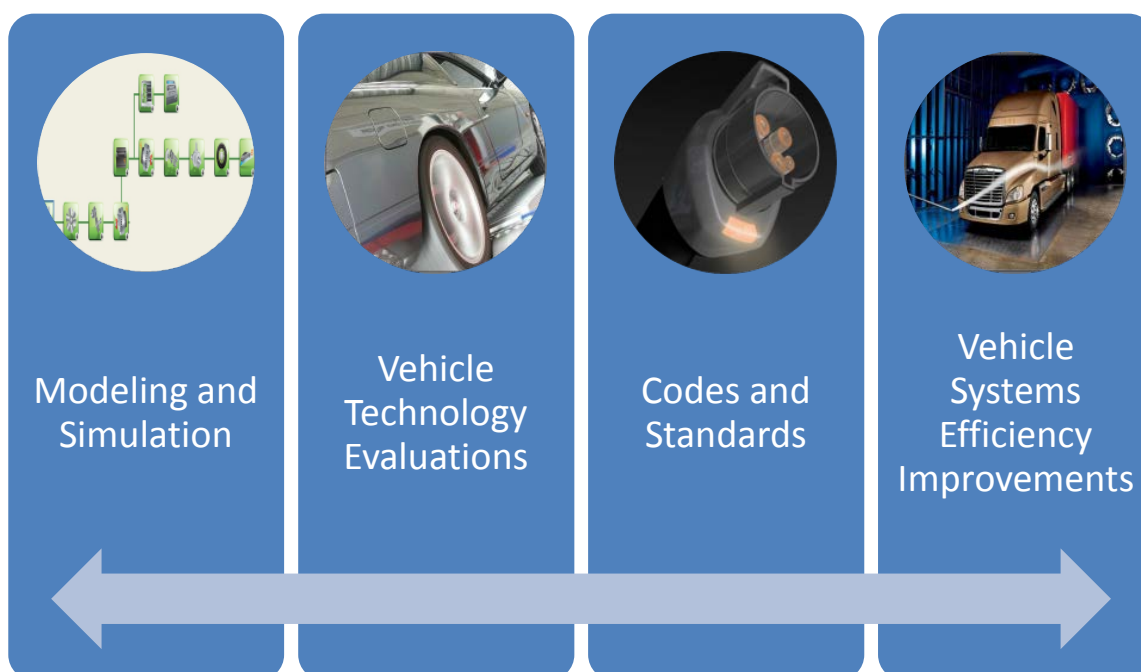 Modeling and
Simulation
Vehicle
Technology
Evaluations
Codes and
Standards
Vehicle
Systems
Efficiency
Improvements